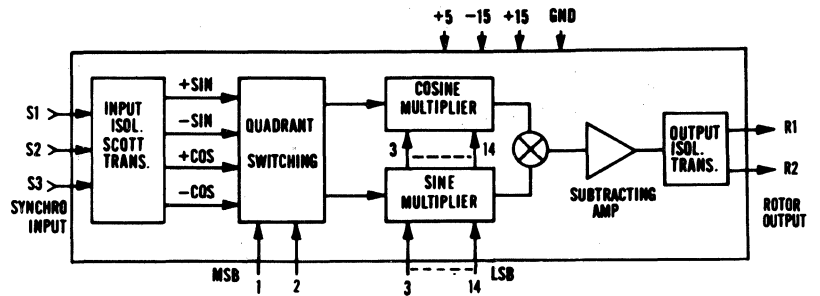 +5 -15 +15 GND
S1
S2
S3
SYNCHRO
INPUT
INPUT
ISOL.
SCOTT
TRANS.
+SIN
-SIN
+COS
-COS
QUADRANT
SWITCHING
COSINE
MULTIPLIER
3 14
SINE
MULTIPLIER
SUBTRACTING
AMP
OUTPUT
ISOL.
TRANS.
R1
R2
ROTOR
OUTPUT
MSB
1 2
3 14
LSB